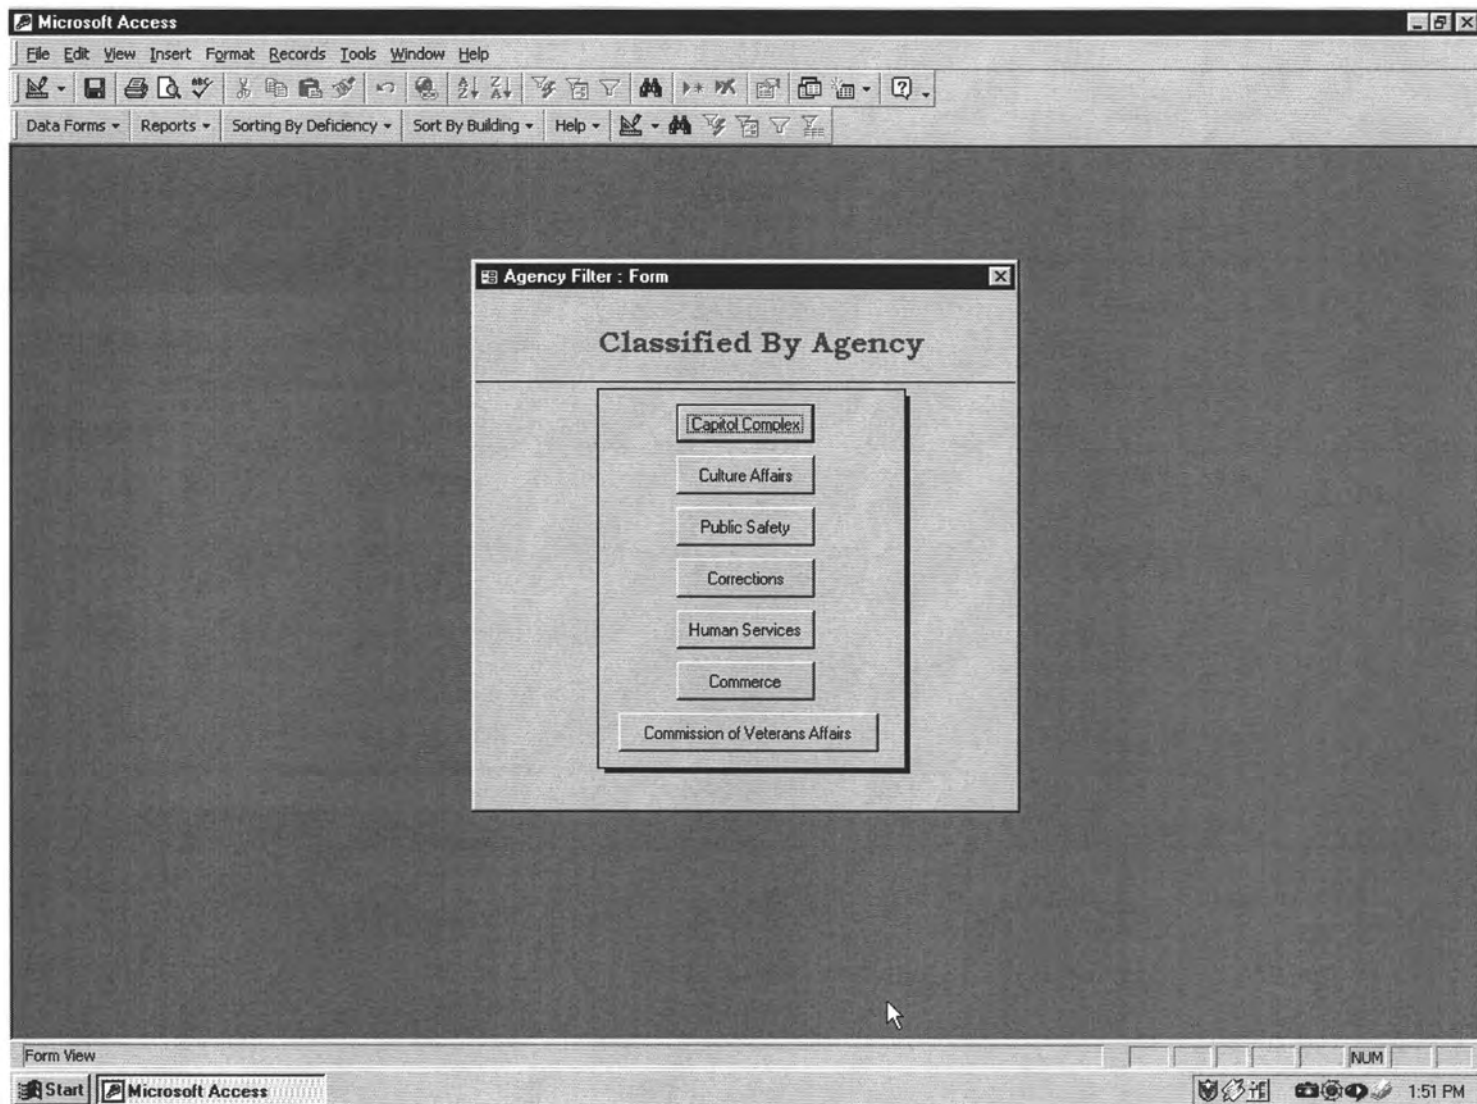 Microsoft Access
File Edit View Insert Format Records Tools Window Help
Data Forms Reports Sorting By Deficiency Sort By Building Help
Agency Filter : Form
Classified By Agency
Capitol Complex
Culture Affairs
Public Safety
Corrections
Human Services
Commerce
Commission of Veterans Affairs
Form View NUM
Start Microsoft Access 1:51 PM